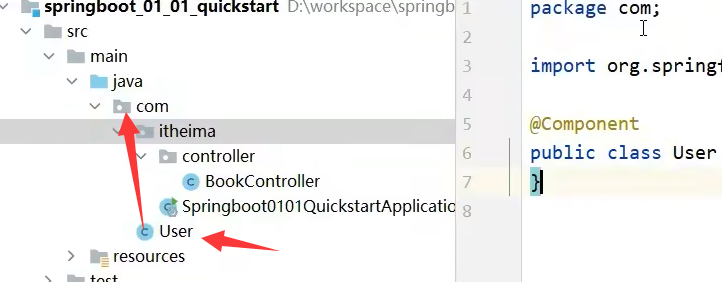 springboot_01_01_quickstart D:\workspace\springb
src
main
java
com
itheima
controller
BookController
Springboot0101QuickstartApplicatio
User
resources
test
1 package com;
2
3 import org.springf
4
5 @Component
6 public class User
7 }
8